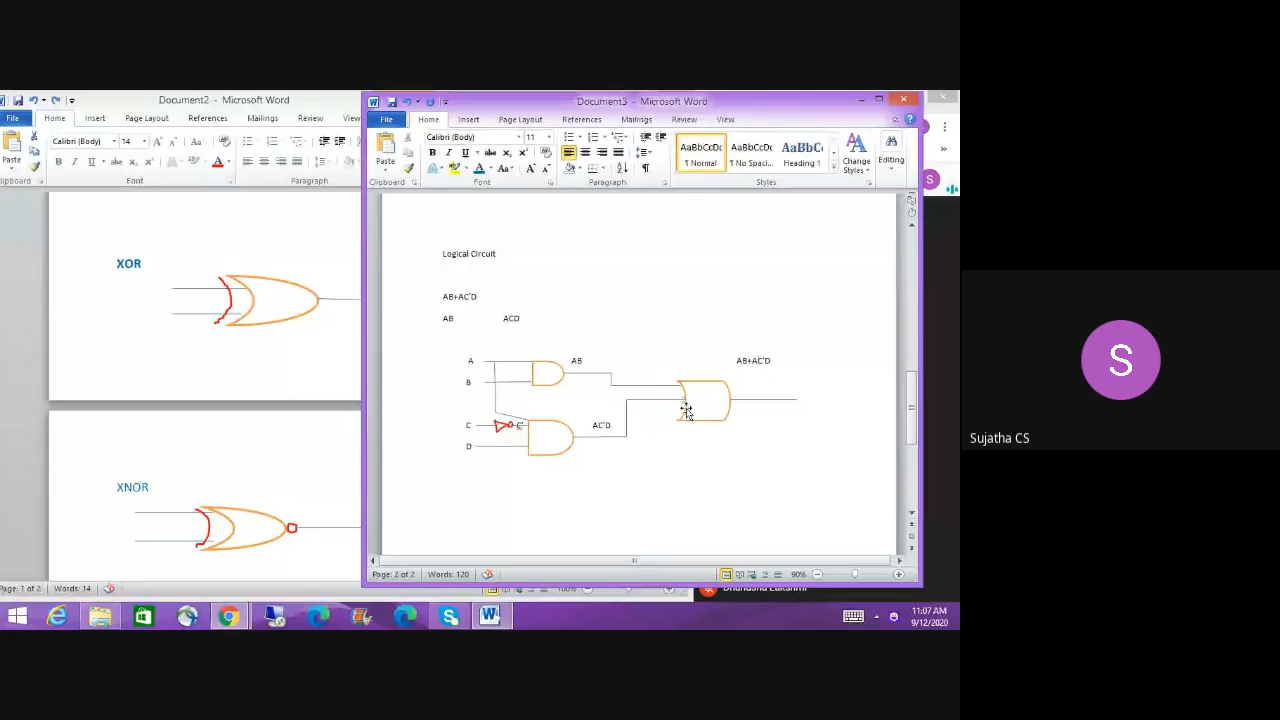 Document2 - Microsoft Word
File Home Insert Page Layout References Mailings Review Vi
Calibri (Body) 14
Paste
lipboard Font Paragraph
XOR
XNOR
Page: 1 of 2 Words: 14
Document3 - Microsoft Word
File Home Insert Page Layout References Mailings Review View
Calibri (Body) 11
Paste
AaBbCcDc AaBbCcDc AaBbCc
¶ Normal ¶ No Spaci... Heading 1
Change Styles
Editing
Clipboard Font Paragraph Styles
Logical Circuit
AB+AC'D
AB ACD
A AB AB+AC'D
B
C C' AC'D
D
Page: 2 of 2 Words: 120 90%
100%
S
Sujatha CS
11:07 AM
9/12/2020